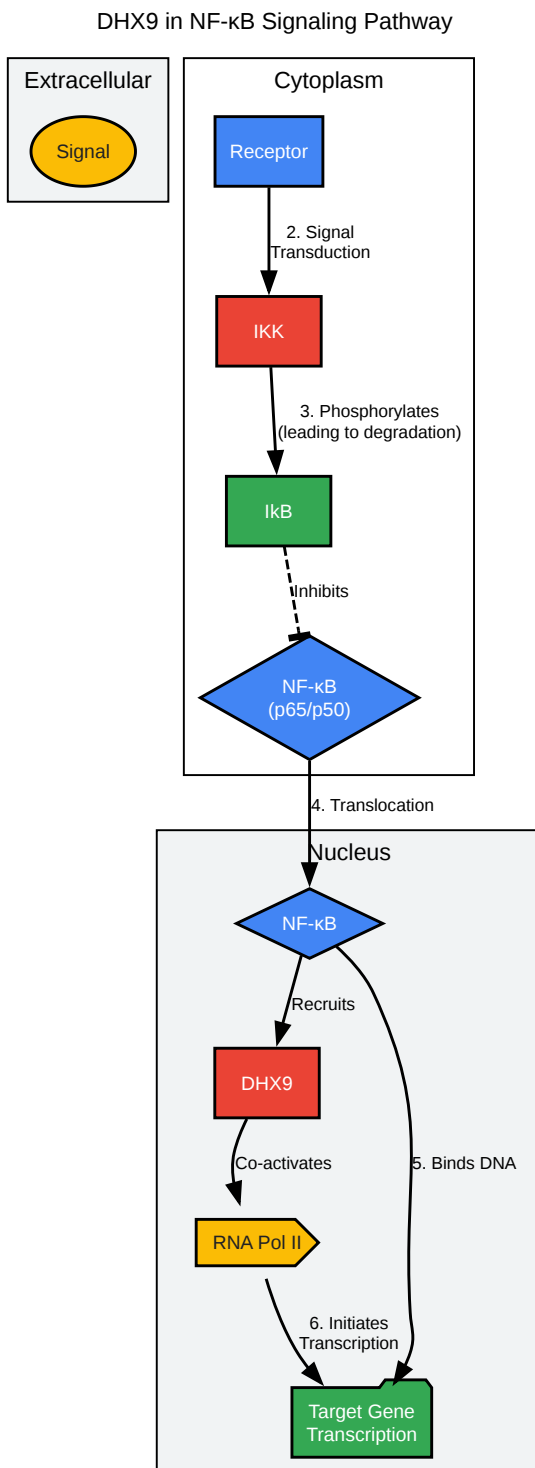 DHX9 in NF-κB Signaling Pathway
Extracellular
Signal
Cytoplasm
Receptor
2. Signal
Transduction
IKK
3. Phosphorylates
(leading to degradation)
IkB
Inhibits
NF-κB
(p65/p50)
4. Translocation
Nucleus
NF-κB
Recruits
DHX9
Co-activates
5. Binds DNA
RNA Pol II
6. Initiates
Transcription
Target Gene
Transcription